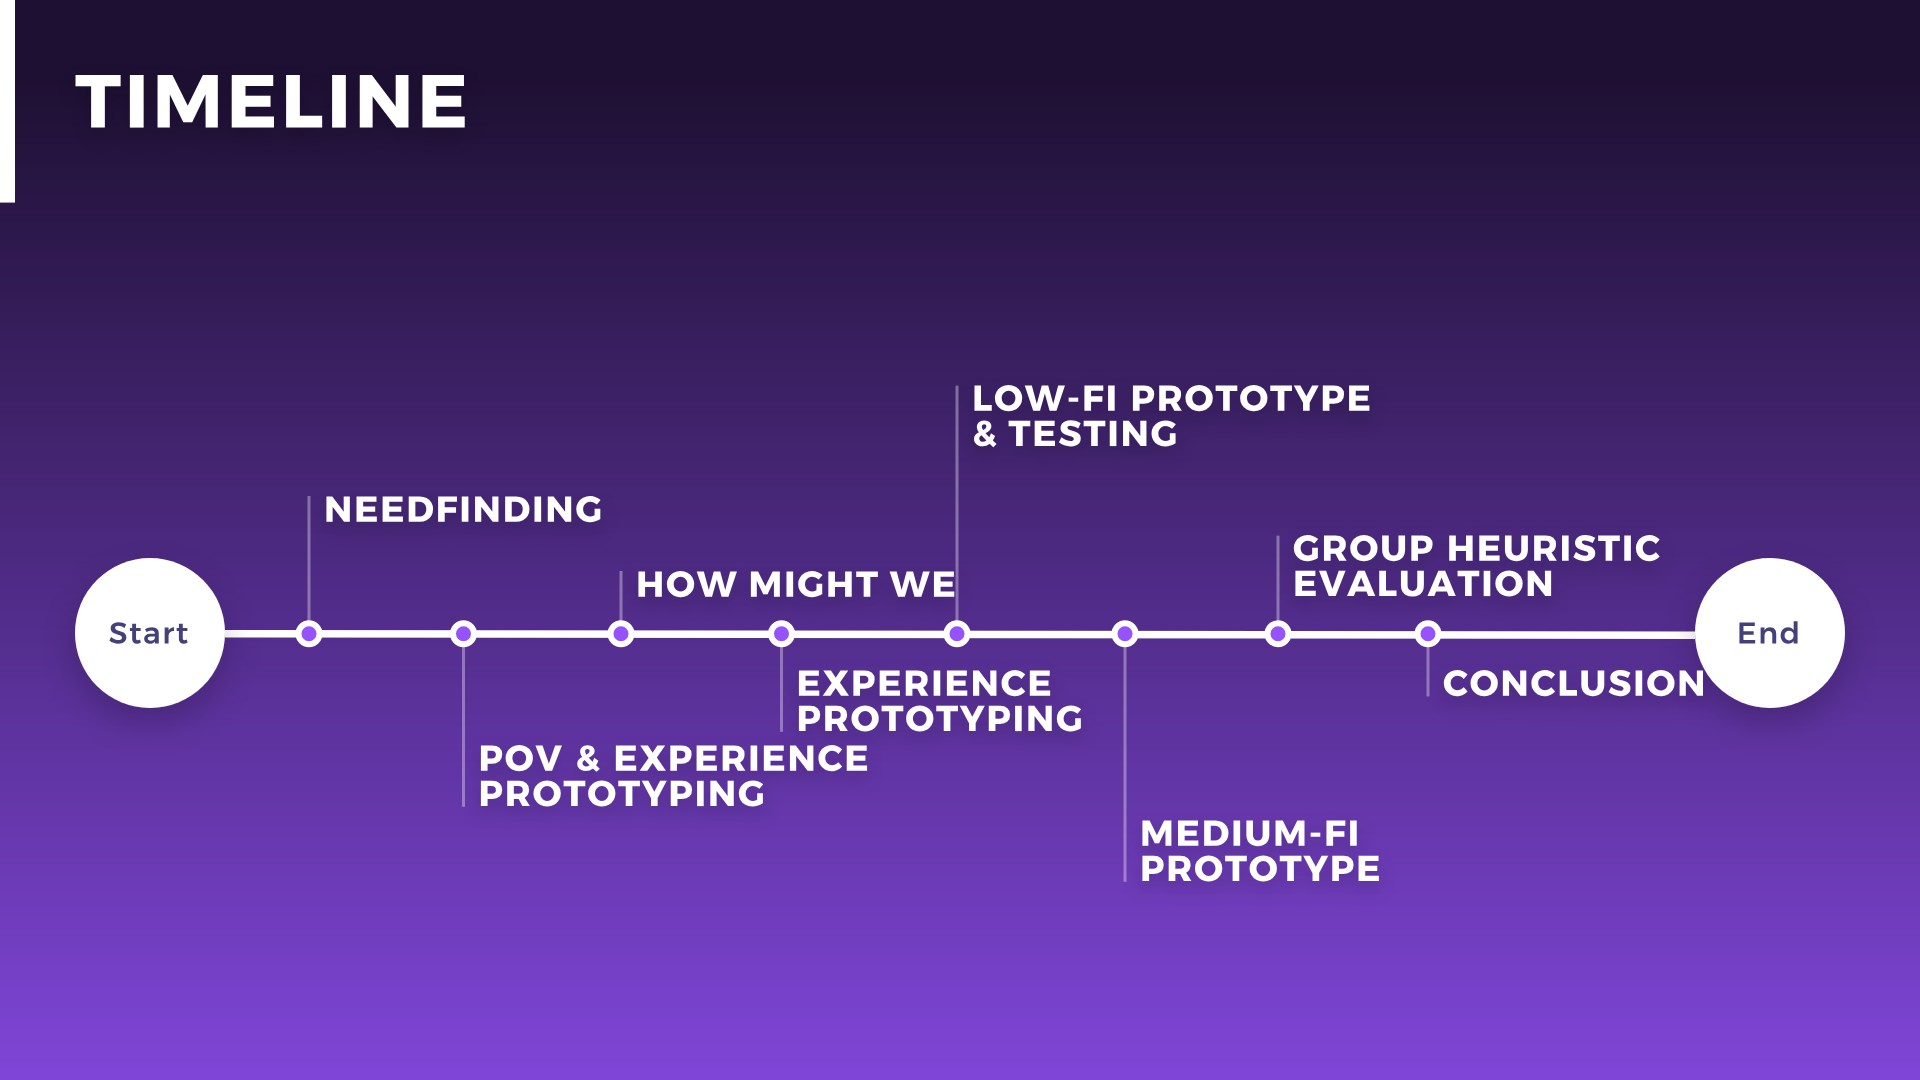 TIMELINE
LOW-FI PROTOTYPE
& TESTING
NEEDFINDING
GROUP HEURISTIC
EVALUATION
HOW MIGHT WE
Start
End
EXPERIENCE
PROTOTYPING
CONCLUSION
POV & EXPERIENCE
PROTOTYPING
MEDIUM-FI
PROTOTYPE